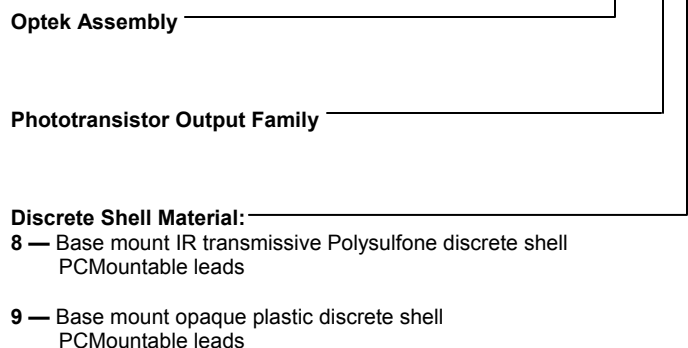 Optek Assembly
Phototransistor Output Family
Discrete Shell Material:
8 — Base mount IR transmissive Polysulfone discrete shell
PCMountable leads
9 — Base mount opaque plastic discrete shell
PCMountable leads